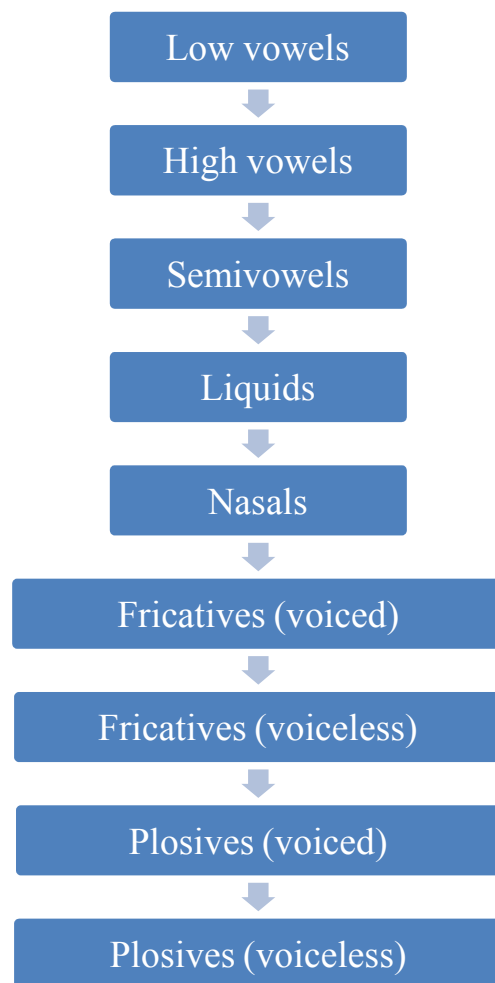 Low vowels
High vowels
Semivowels
Liquids
Nasals
Fricatives (voiced)
Fricatives (voiceless)
Plosives (voiced)
Plosives (voiceless)